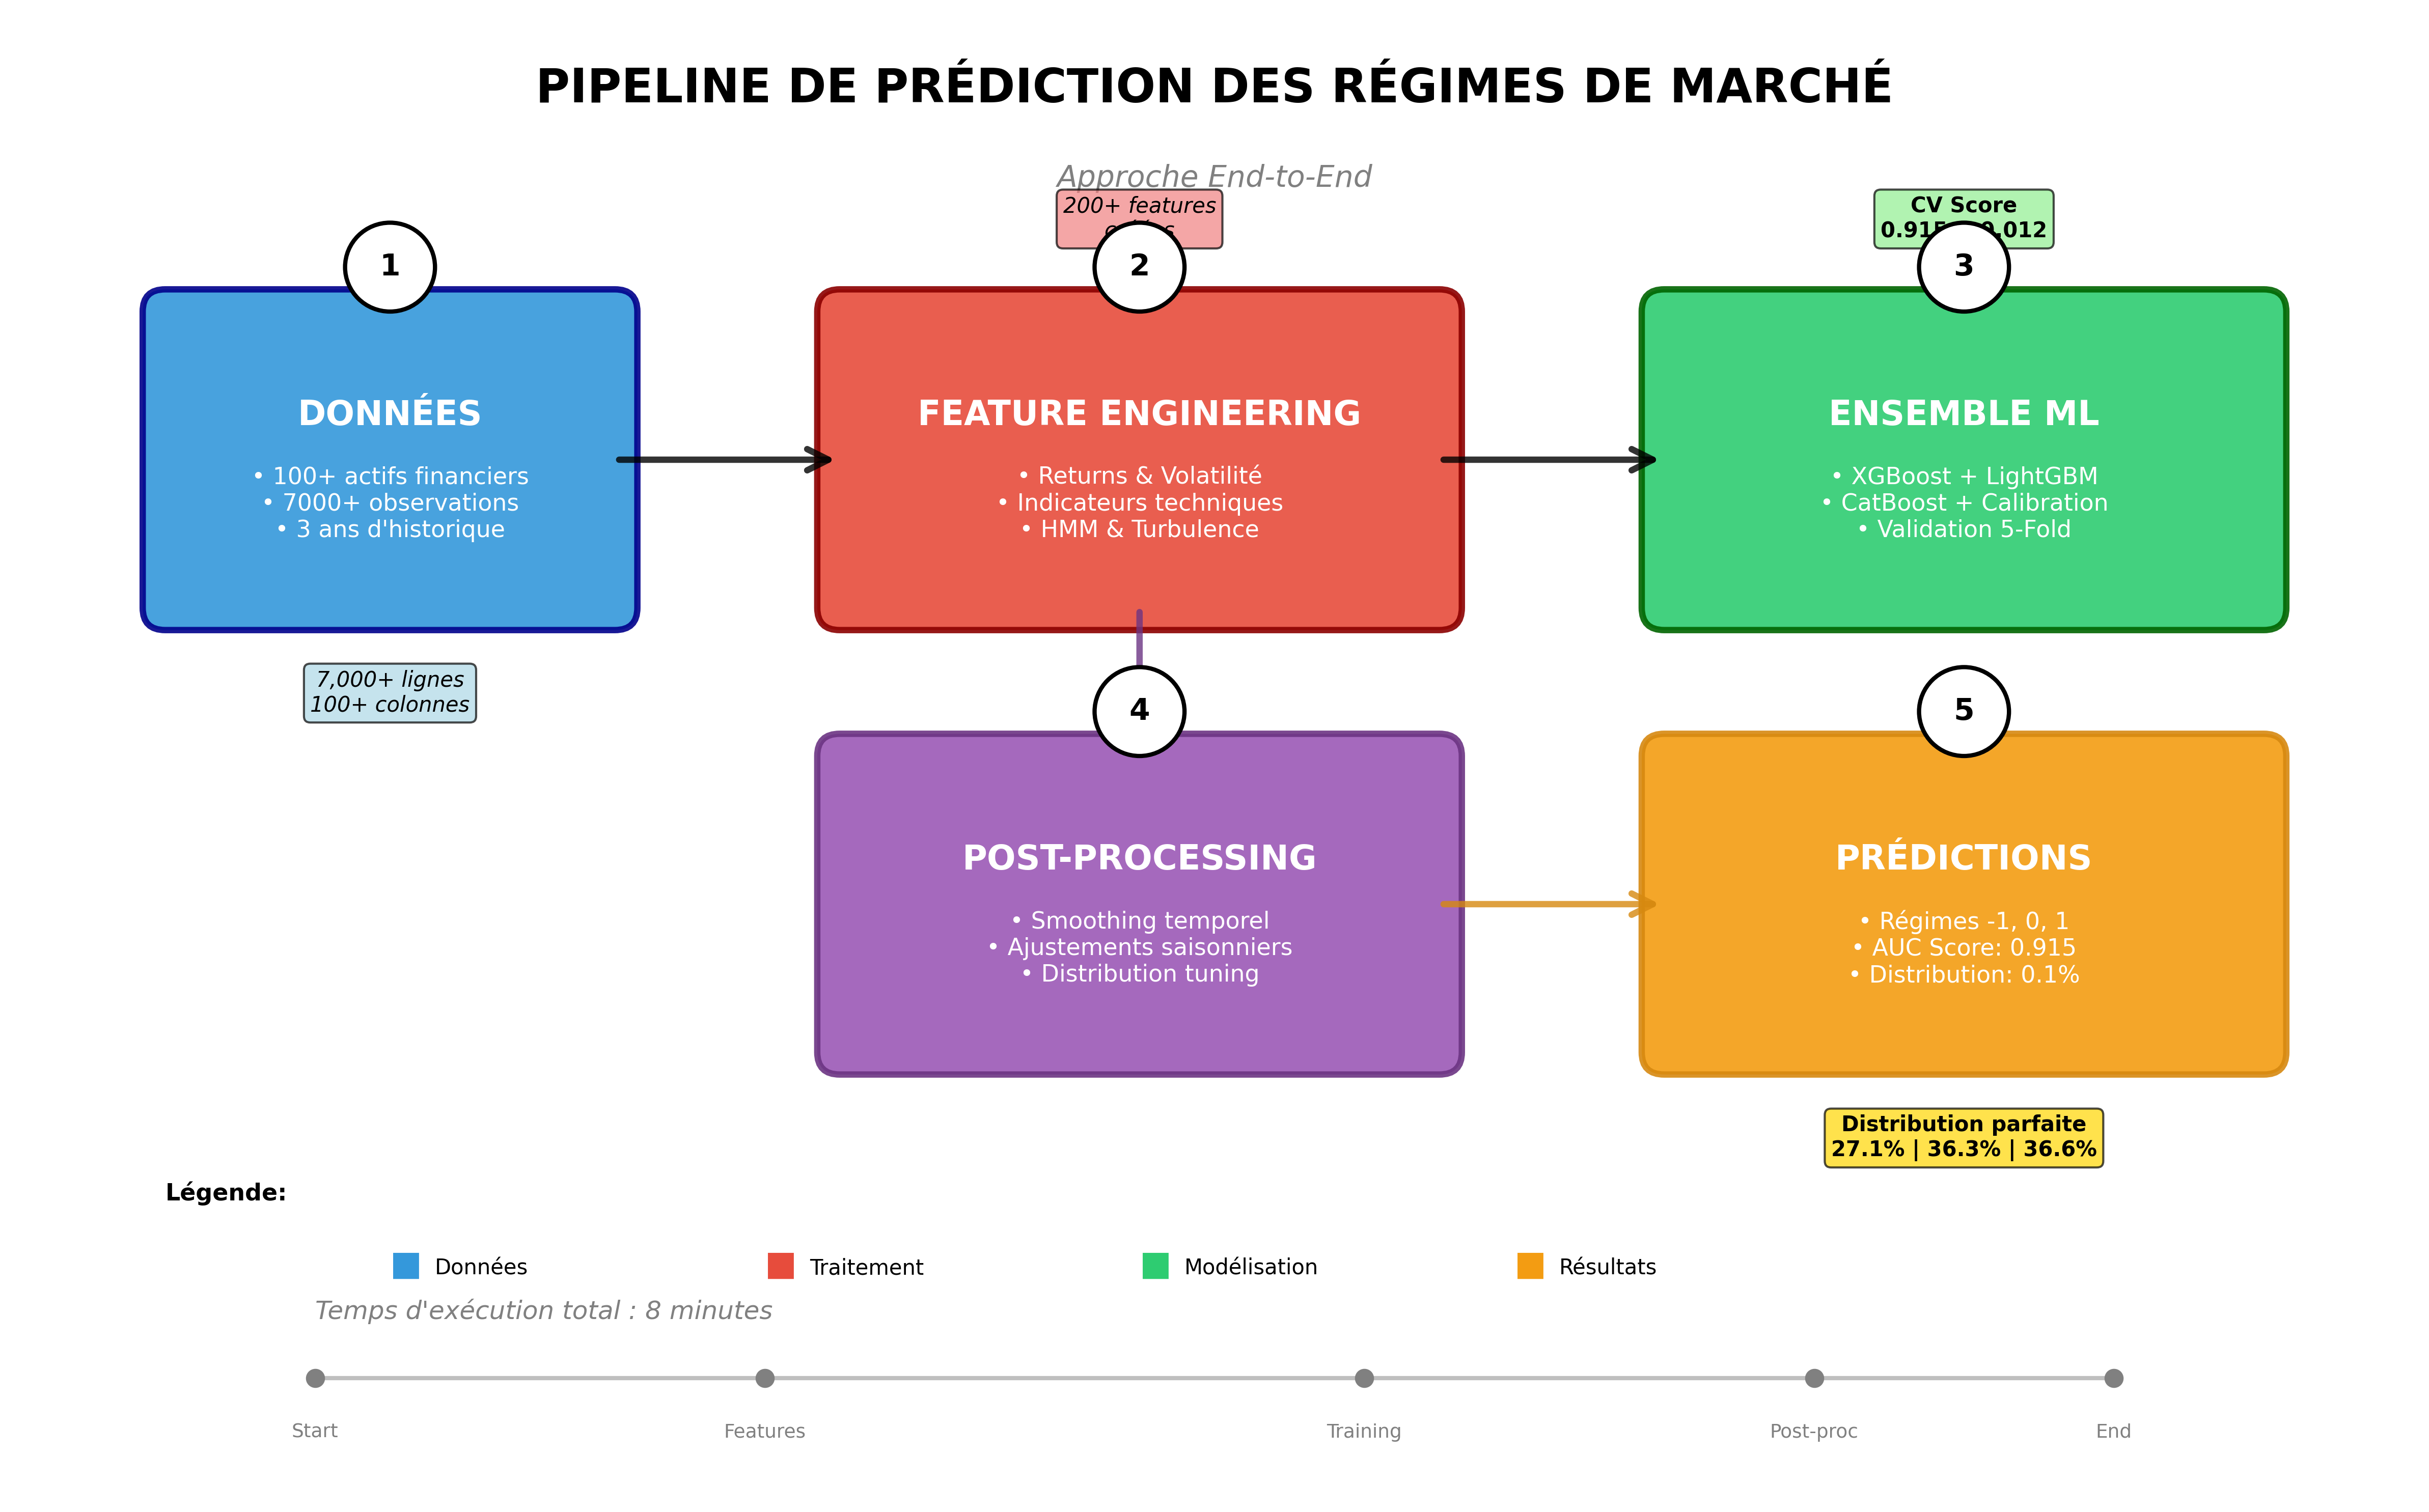 PIPELINE DE PRÉDICTION DES RÉGIMES DE MARCHÉ
Approche End-to-End
200+ features
CV Score
0.915 0.012
1
2
3
DONNÉES
• 100+ actifs financiers
• 7000+ observations
• 3 ans d'historique
FEATURE ENGINEERING
• Returns & Volatilité
• Indicateurs techniques
• HMM & Turbulence
ENSEMBLE ML
• XGBoost + LightGBM
• CatBoost + Calibration
• Validation 5-Fold
7,000+ lignes
100+ colonnes
4
5
POST-PROCESSING
• Smoothing temporel
• Ajustements saisonniers
• Distribution tuning
PRÉDICTIONS
• Régimes -1, 0, 1
• AUC Score: 0.915
• Distribution: 0.1%
Distribution parfaite
27.1% | 36.3% | 36.6%
Légende:
Données
Traitement
Modélisation
Résultats
Temps d'exécution total : 8 minutes
Start
Features
Training
Post-proc
End